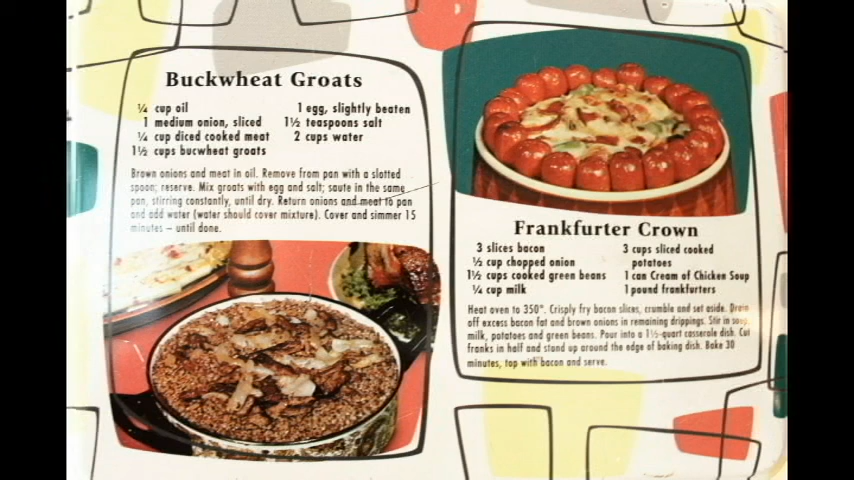 Buckwheat Groats
¼ cup oil
1 medium onion, sliced
¼ cup diced cooked meat
1½ cups bucwheat groats
1 egg, slightly beaten
1½ teaspoons salt
2 cups water
Brown onions and meat in oil. Remove from pan with a slotted
spoon; reserve. Mix groats with egg and salt; saute in the same
pan, stirring constantly, until dry. Return onions and meat to pan
and add water (water should cover mixture). Cover and simmer 15
minutes – until done.
Frankfurter Crown
3 slices bacon
½ cup chopped onion
1½ cups cooked green beans
¼ cup milk
3 cups sliced cooked
potatoes
1 can Cream of Chicken Soup
1 pound frankfurters
Heat oven to 350°. Crisply fry bacon slices, crumble and set aside. Drain
off excess bacon fat and brown onions in remaining drippings. Stir in soup,
milk, potatoes and green beans. Pour into a 1½-quart casserole dish. Cut
franks in half and stand up around the edge of baking dish. Bake 30
minutes, top with bacon and serve.